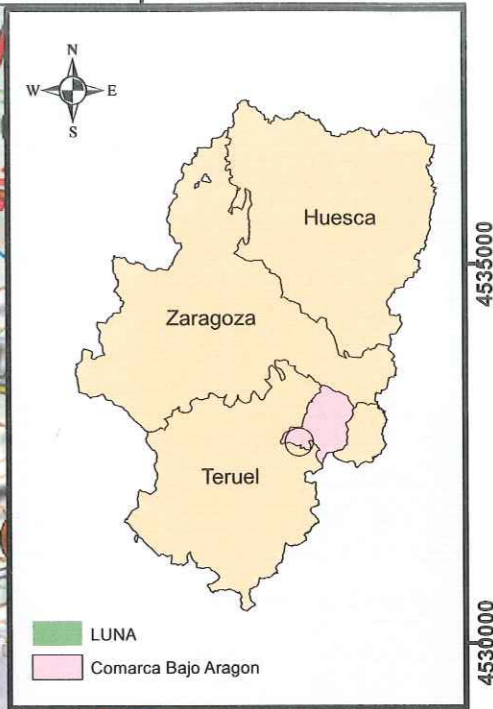 N
W E
S
Huesca
Zaragoza
Teruel
LUNA
Comarca Bajo Aragon
4535000
4530000